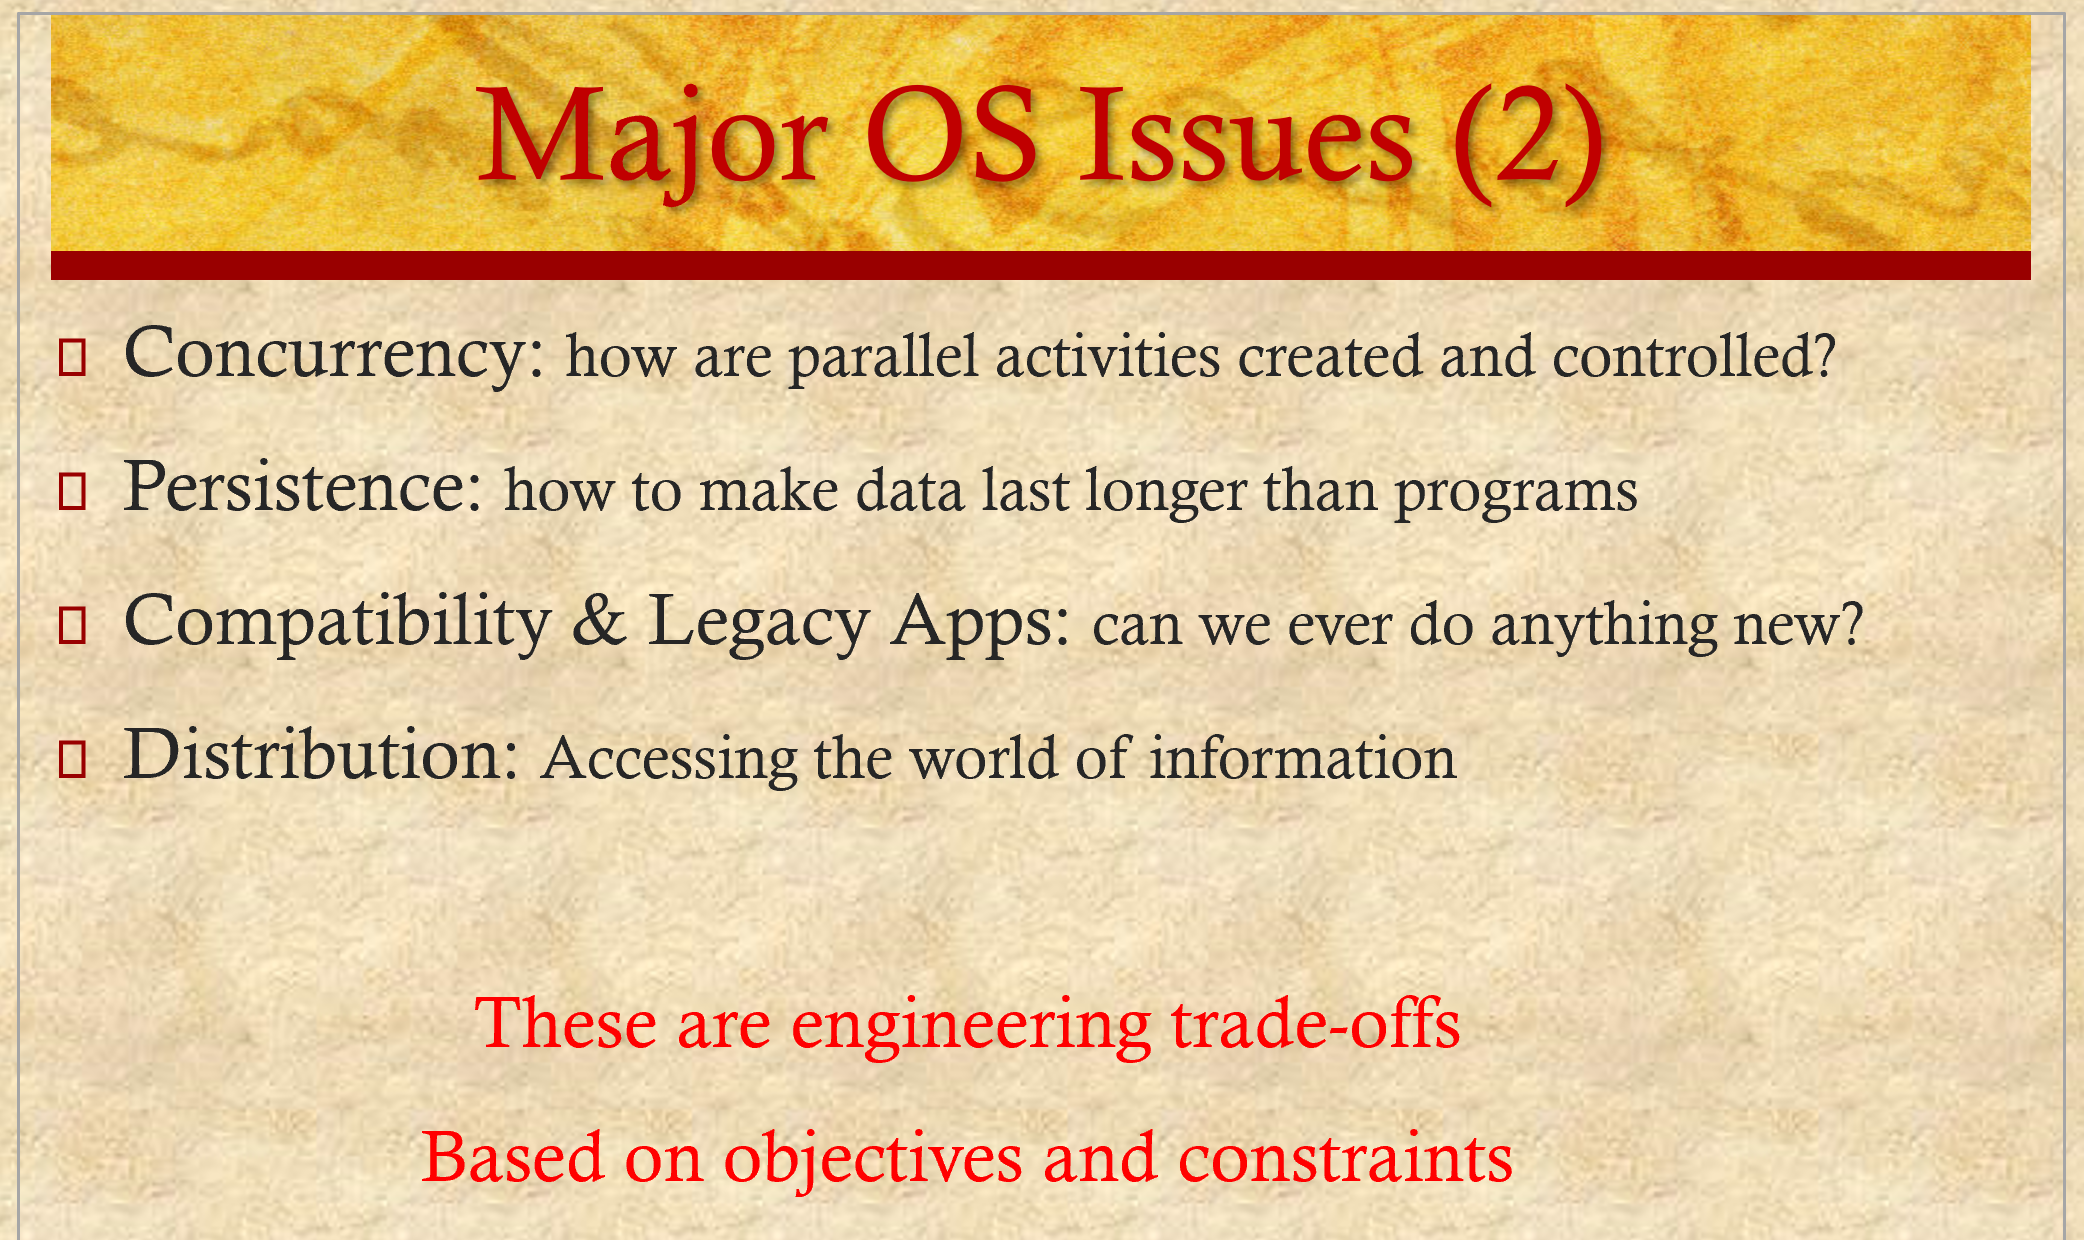 Major OS Issues (2)
Concurrency: how are parallel activities created and controlled?
Persistence: how to make data last longer than programs
Compatibility & Legacy Apps: can we ever do anything new?
Distribution: Accessing the world of information
These are engineering trade-offs
Based on objectives and constraints